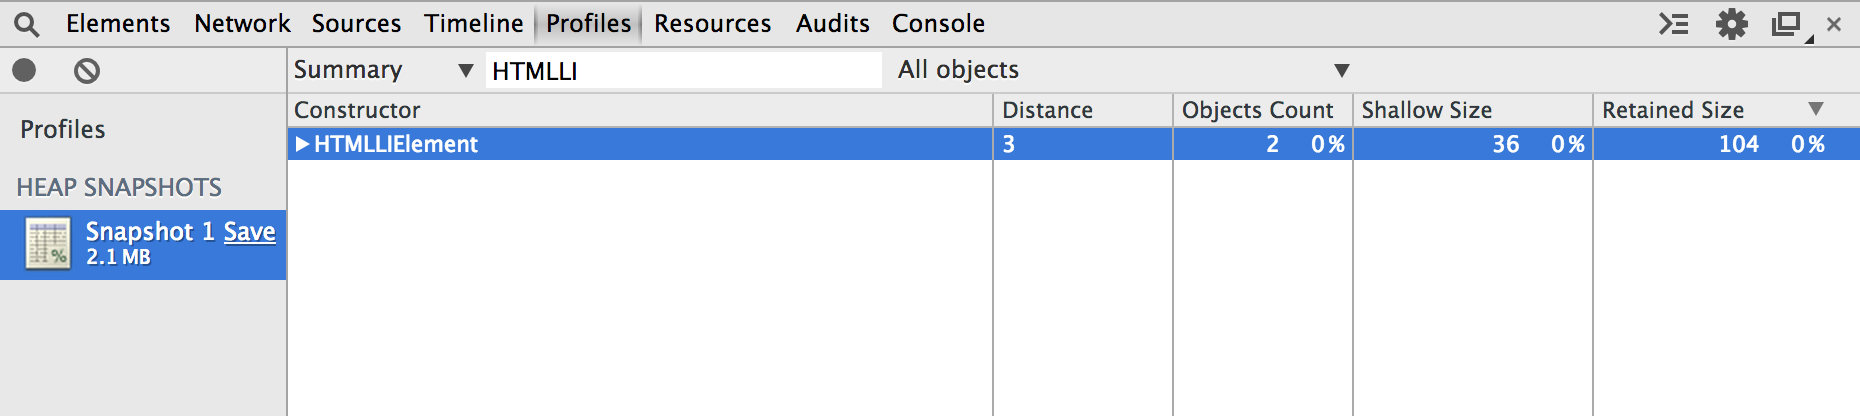 Elements Network Sources Timeline Profiles Resources Audits Console
Summary HTMLLI All objects
Constructor Distance Objects Count Shallow Size Retained Size
HTMLLIElement 3 2 0% 36 0% 104 0%
Profiles
HEAP SNAPSHOTS
Snapshot 1 Save
2.1 MB